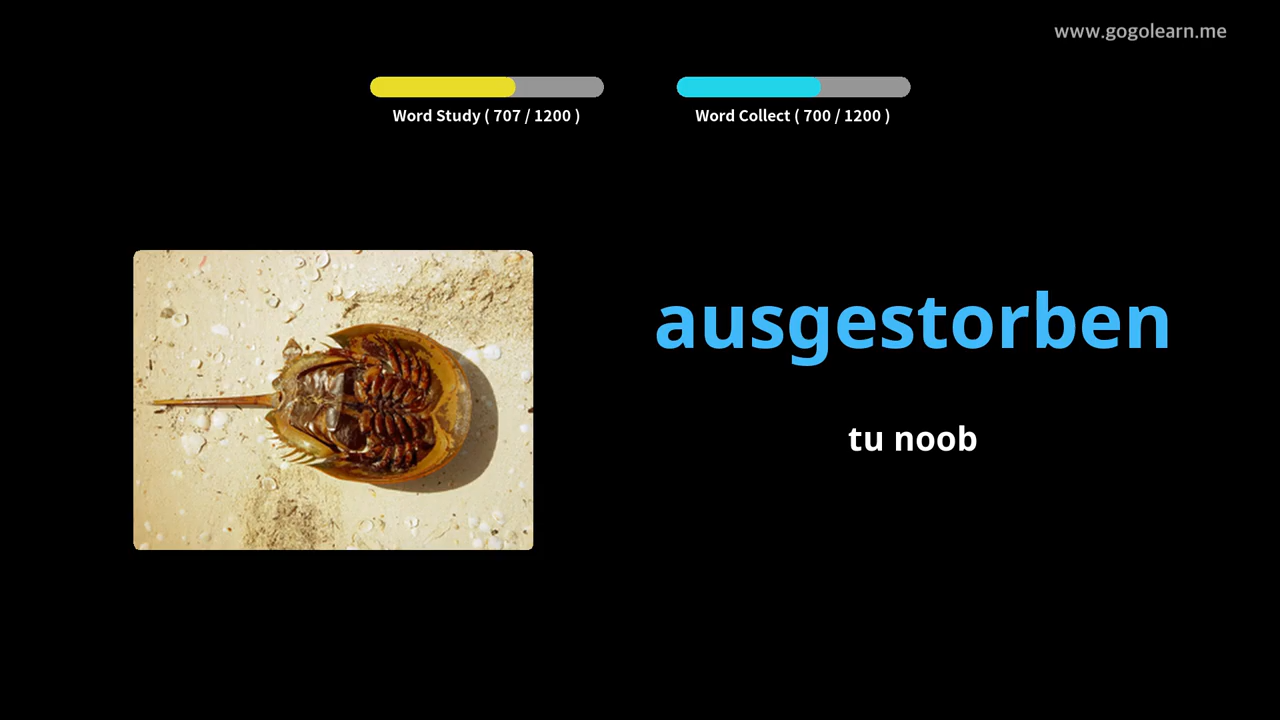 www.gogolearn.me
Word Study ( 707 / 1200 )
Word Collect ( 700 / 1200 )
ausgestorben
tu noob